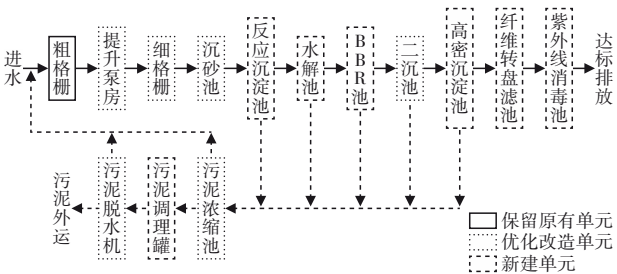 进水
粗格栅
提升泵房
细格栅
沉砂池
反应沉淀池
水解池
BBR池
二沉池
高密沉淀池
纤维转盘滤池
紫外线消毒池
达标排放
污泥外运
污泥脱水机
污泥调理罐
污泥浓缩池
保留原有单元
优化改造单元
新建单元